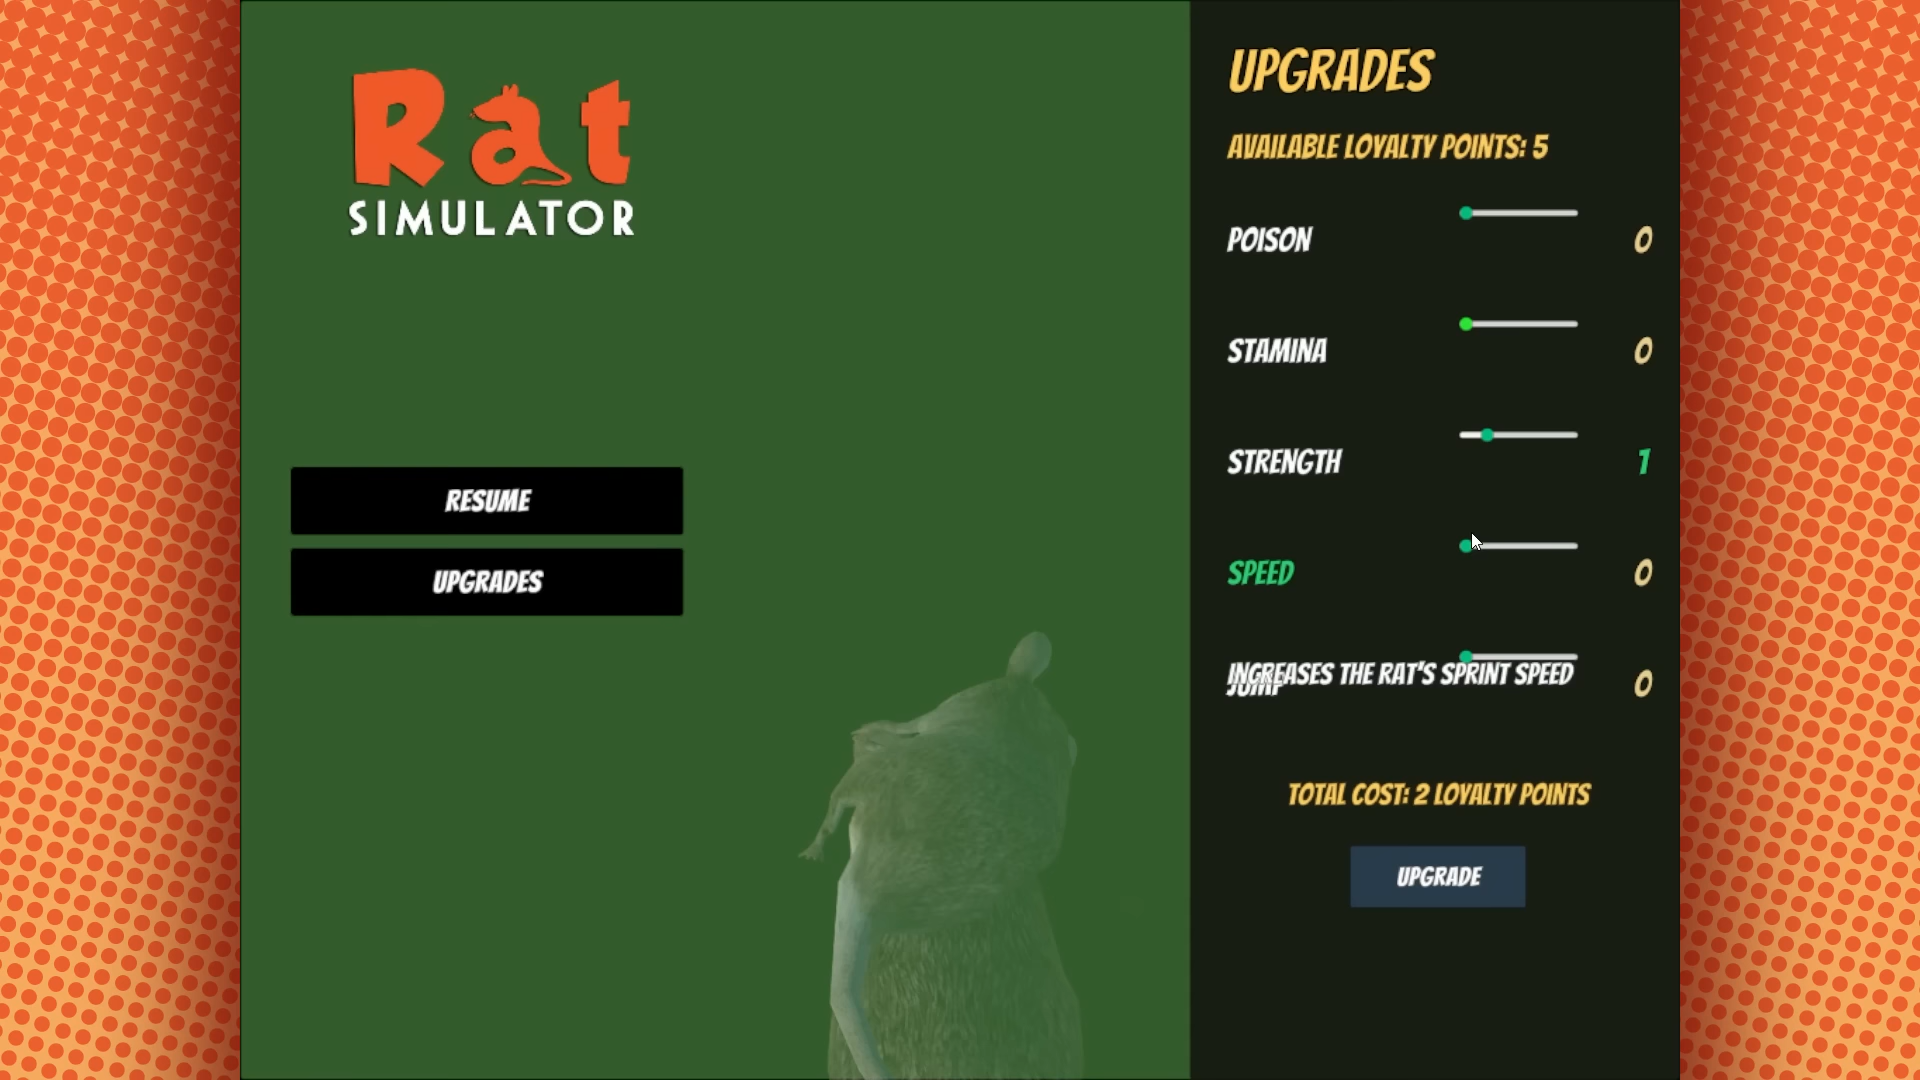 Rat
SIMULATOR
RESUME
UPGRADES
UPGRADES
AVAILABLE LOYALTY POINTS: 5
POISON 0
STAMINA 0
STRENGTH 1
SPEED 0
INCREASES THE RAT'S SPRINT SPEED
JUMP 0
TOTAL COST: 2 LOYALTY POINTS
UPGRADE